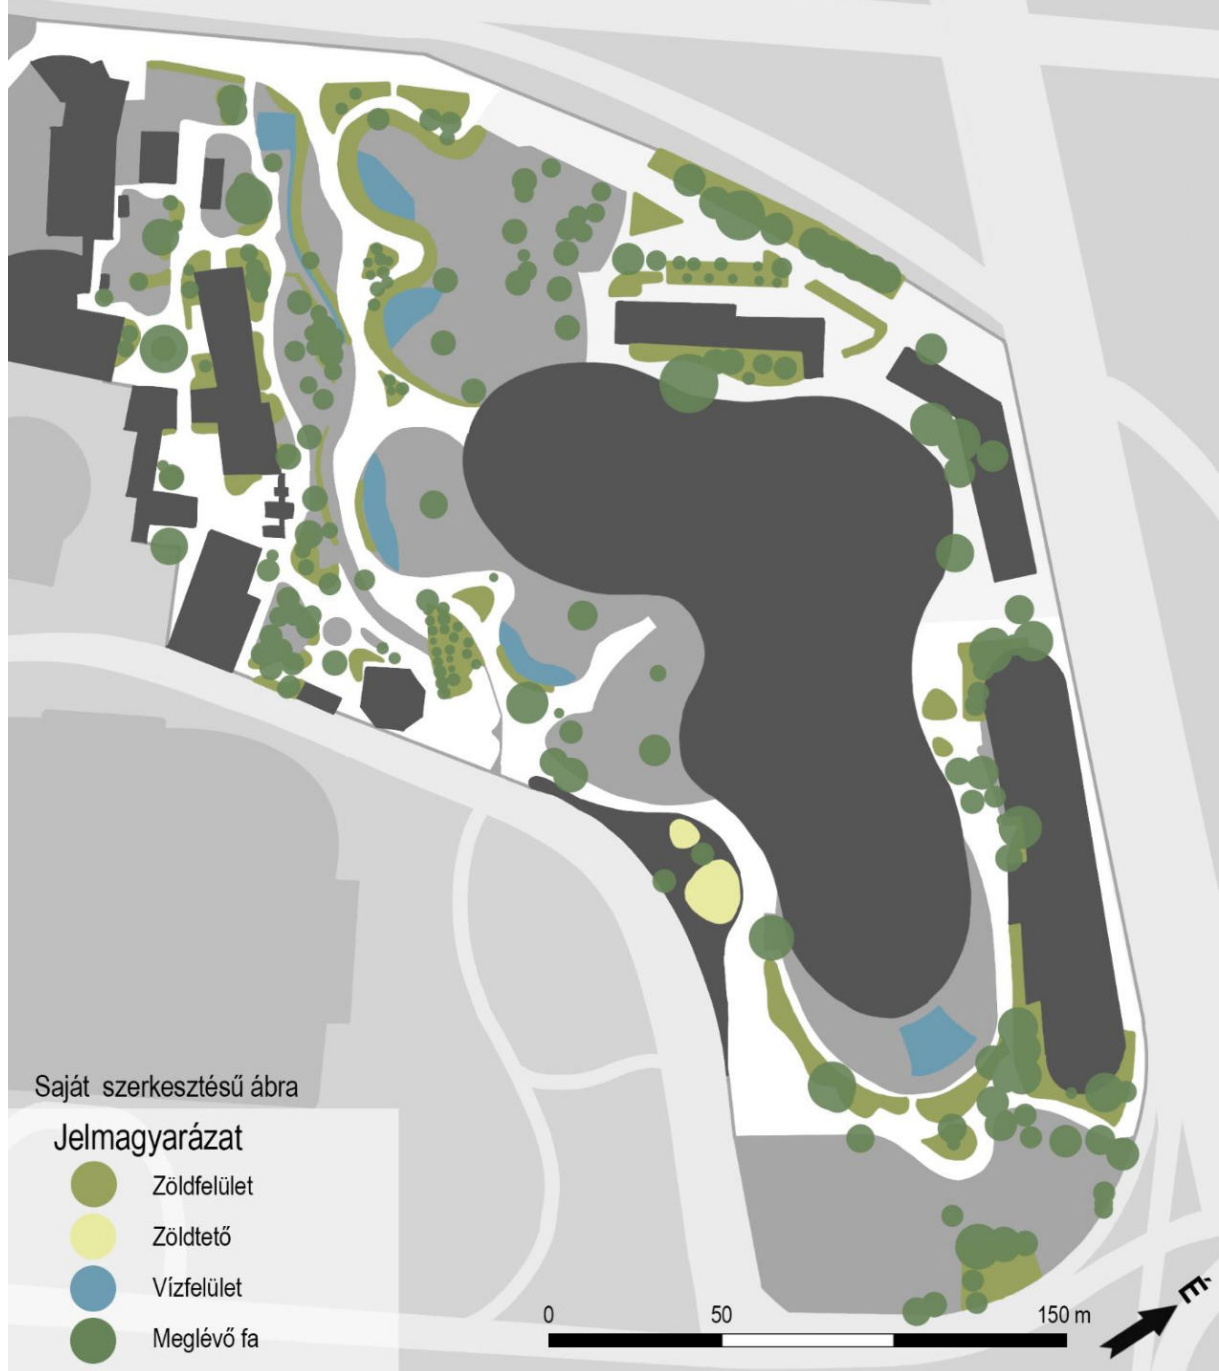 Saját szerkesztésű ábra
Jelmagyarázat
Zöldfelület
Zöldtető
Vízfelület
Meglévő fa
0 50 150 m
É